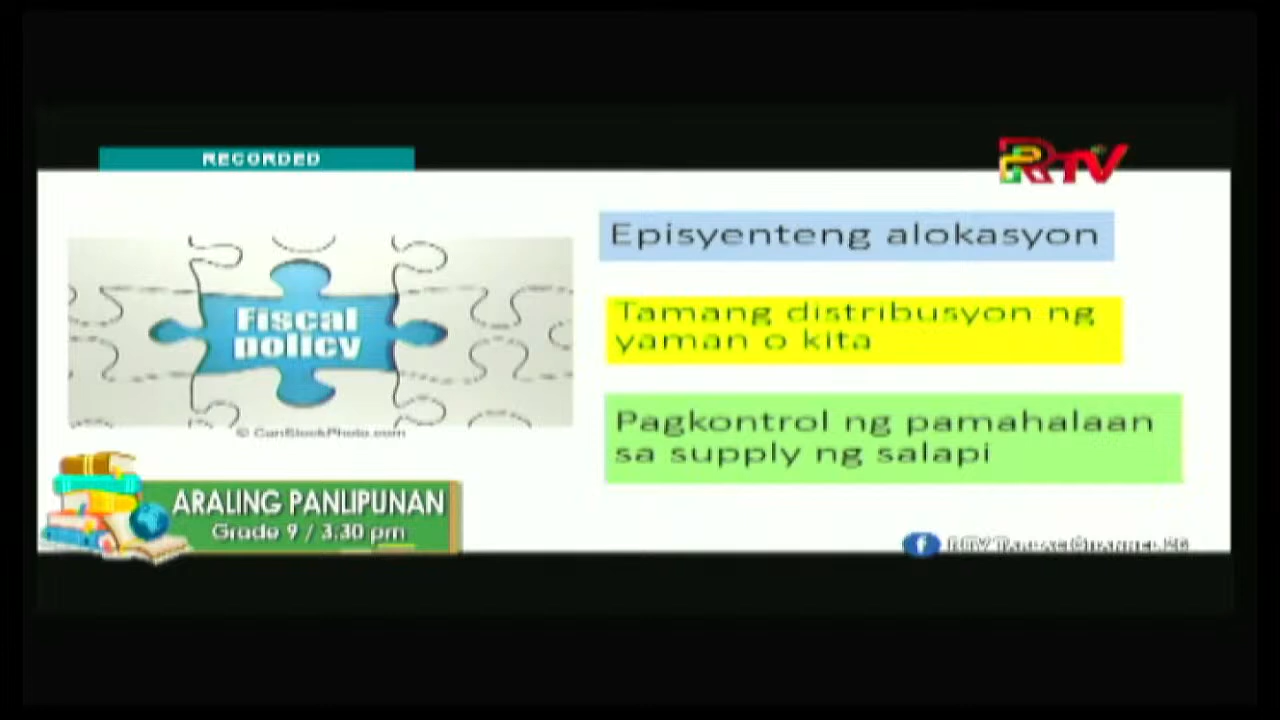 RECORDED
RTV
Episyenteng alokasyon
Tamang distribusyon ng
yaman o kita
Fiscal
policy
Pagkontrol ng pamahalaan
sa supply ng salapi
© CanStockPhoto.com
ARALING PANLIPUNAN
Grade 9 / 3:30 pm